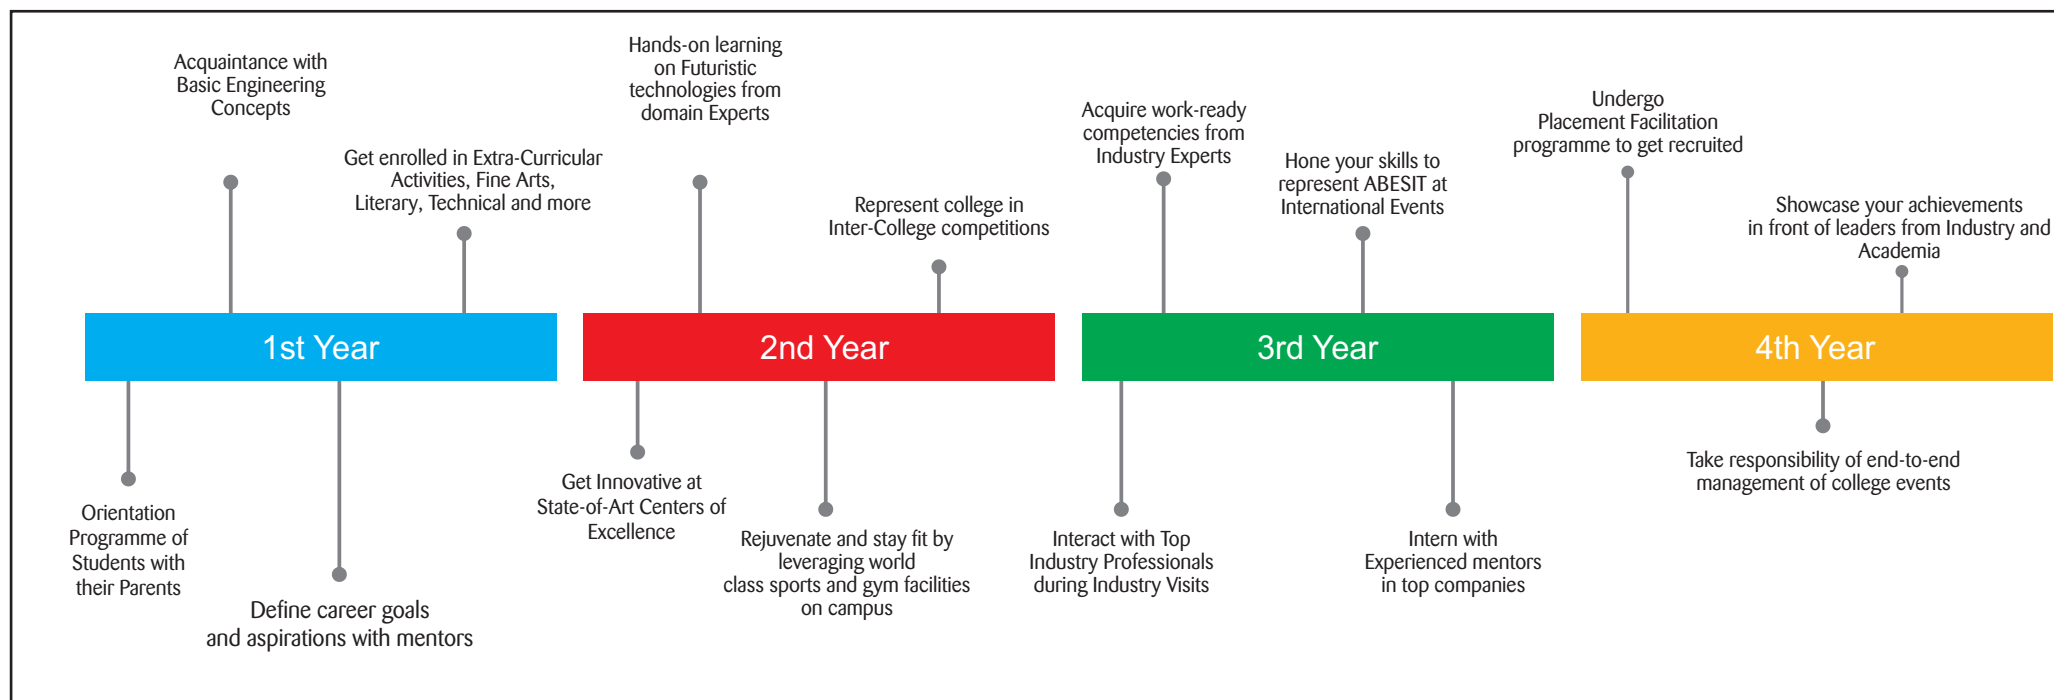 Acquaintance with
Basic Engineering
Concepts
Get enrolled in Extra-Curricular
Activities, Fine Arts,
Literary, Technical and more
Hands-on learning
on Futuristic
technologies from
domain Experts
Represent college in
Inter-College competitions
Acquire work-ready
competencies from
Industry Experts
Hone your skills to
represent ABESIT at
International Events
Undergo
Placement Facilitation
programme to get recruited
Showcase your achievements
in front of leaders from Industry and
Academia
1st Year
2nd Year
3rd Year
4th Year
Orientation
Programme of
Students with
their Parents
Define career goals
and aspirations with mentors
Get Innovative at
State-of-Art Centers of
Excellence
Rejuvenate and stay fit by
leveraging world
class sports and gym facilities
on campus
Interact with Top
Industry Professionals
during Industry Visits
Intern with
Experienced mentors
in top companies
Take responsibility of end-to-end
management of college events